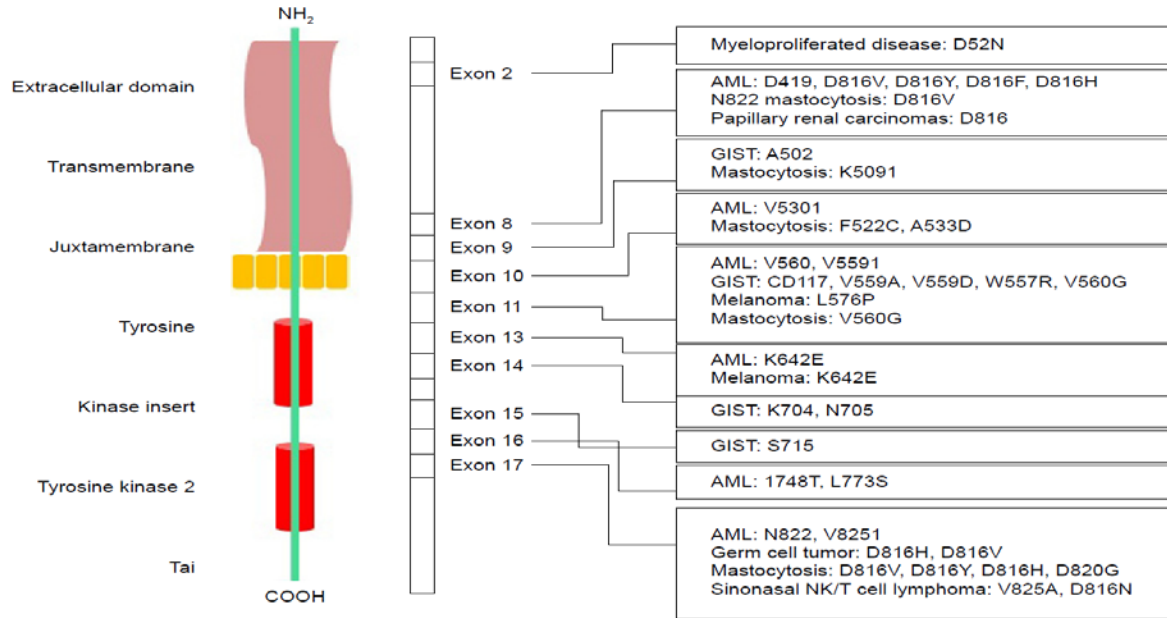 NH2
Extracellular domain
Transmembrane
Juxtamembrane
Tyrosine
Kinase insert
Tyrosine kinase 2
Tai
COOH
Exon 2
Exon 8
Exon 9
Exon 10
Exon 11
Exon 13
Exon 14
Exon 15
Exon 16
Exon 17
Myeloproliferated disease: D52N
AML: D419, D816V, D816Y, D816F, D816H
N822 mastocytosis: D816V
Papillary renal carcinomas: D816
GIST: A502
Mastocytosis: K5091
AML: V5301
Mastocytosis: F522C, A533D
AML: V560, V5591
GIST: CD117, V559A, V559D, W557R, V560G
Melanoma: L576P
Mastocytosis: V560G
AML: K642E
Melanoma: K642E
GIST: K704, N705
GIST: S715
AML: 1748T, L773S
AML: N822, V8251
Germ cell tumor: D816H, D816V
Mastocytosis: D816V, D816Y, D816H, D820G
Sinonasal NK/T cell lymphoma: V825A, D816N